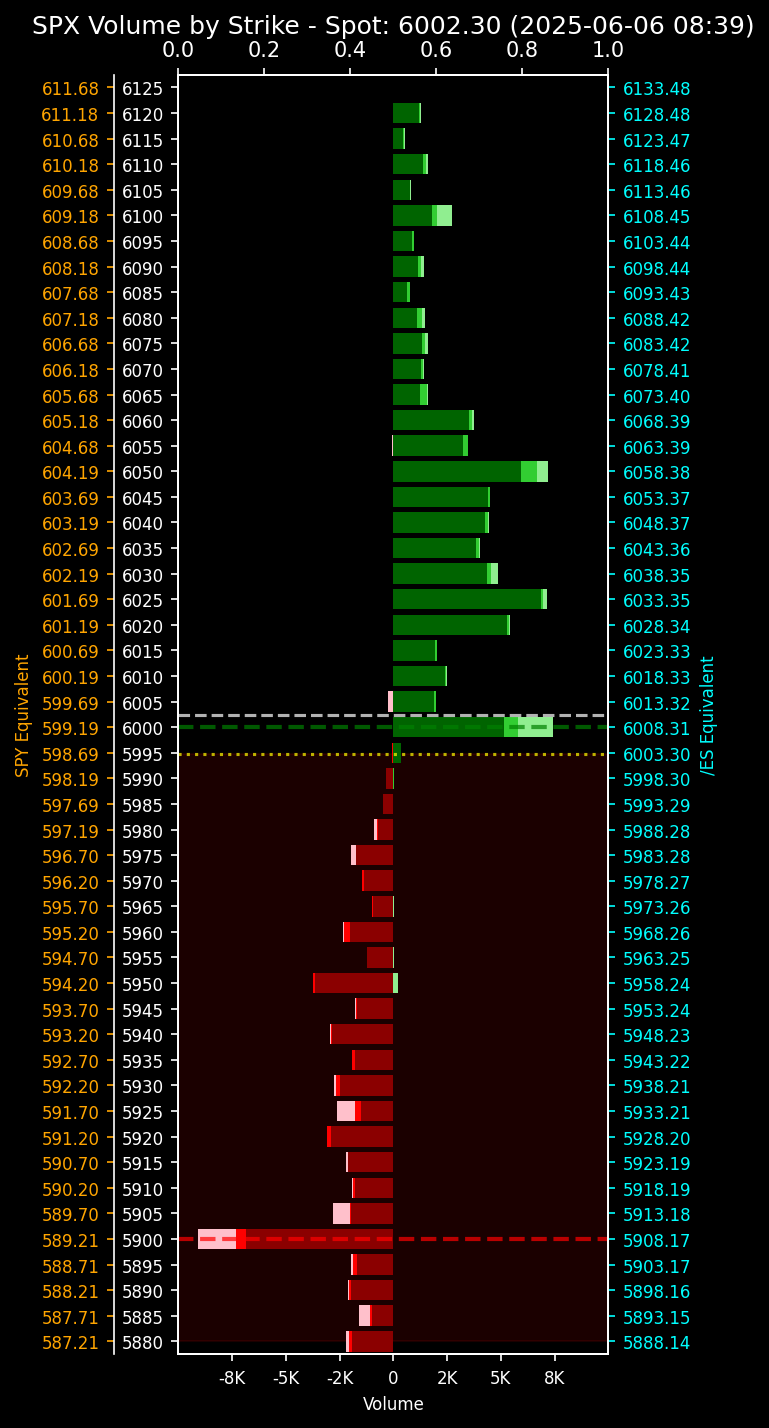 SPX Volume by Strike - Spot: 6002.30 (2025-06-06 08:39)
0.0 0.2 0.4 0.6 0.8 1.0
611.68 6125 6133.48
611.18 6120 6128.48
610.68 6115 6123.47
610.18 6110 6118.46
609.68 6105 6113.46
609.18 6100 6108.45
608.68 6095 6103.44
608.18 6090 6098.44
607.68 6085 6093.43
607.18 6080 6088.42
606.68 6075 6083.42
606.18 6070 6078.41
605.68 6065 6073.40
605.18 6060 6068.39
604.68 6055 6063.39
604.19 6050 6058.38
603.69 6045 6053.37
603.19 6040 6048.37
602.69 6035 6043.36
602.19 6030 6038.35
601.69 6025 6033.35
601.19 6020 6028.34
600.69 6015 6023.33
600.19 6010 6018.33
599.69 6005 6013.32
599.19 6000 6008.31
598.69 5995 6003.30
598.19 5990 5998.30
597.69 5985 5993.29
597.19 5980 5988.28
596.70 5975 5983.28
596.20 5970 5978.27
595.70 5965 5973.26
595.20 5960 5968.26
594.70 5955 5963.25
594.20 5950 5958.24
593.70 5945 5953.24
593.20 5940 5948.23
592.70 5935 5943.22
592.20 5930 5938.21
591.70 5925 5933.21
591.20 5920 5928.20
590.70 5915 5923.19
590.20 5910 5918.19
589.70 5905 5913.18
589.21 5900 5908.17
588.71 5895 5903.17
588.21 5890 5898.16
587.71 5885 5893.15
587.21 5880 5888.14
SPY Equivalent
/ES Equivalent
-8K -5K -2K 0 2K 5K 8K
Volume